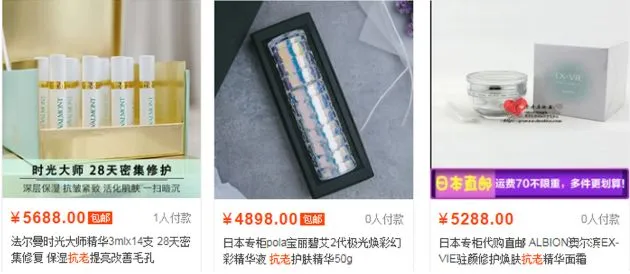 VALMONT
时光大师 28天密集修护
深层保湿 抗皱紧致 活化肌肤 一扫暗沉
¥5688.00 包邮 1人付款
法尔曼时光大师精华3mlx14支 28天
密集修复 保湿抗老提亮改善毛孔
¥4898.00 包邮 0人付款
日本专柜pola宝丽碧艾2代极光焕彩幻
彩精华液 抗老护肤精华50g
EX-VIE
日本直邮 运费70不限重，多件更划算!
¥5288.00 0人付款
日本专柜代购直邮 ALBION奥尔滨EX-
VIE驻颜修护焕肤抗老精华面霜